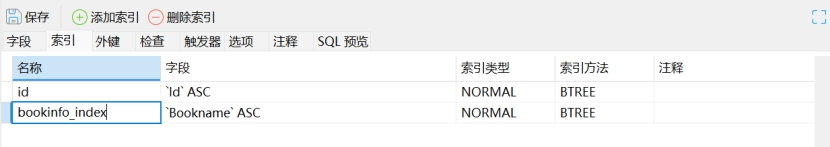 保存 添加索引 删除索引
字段 索引 外键 检查 触发器 选项 注释 SQL 预览
名称 字段 索引类型 索引方法 注释
id `Id` ASC NORMAL BTREE
bookinfo_index `Bookname` ASC NORMAL BTREE